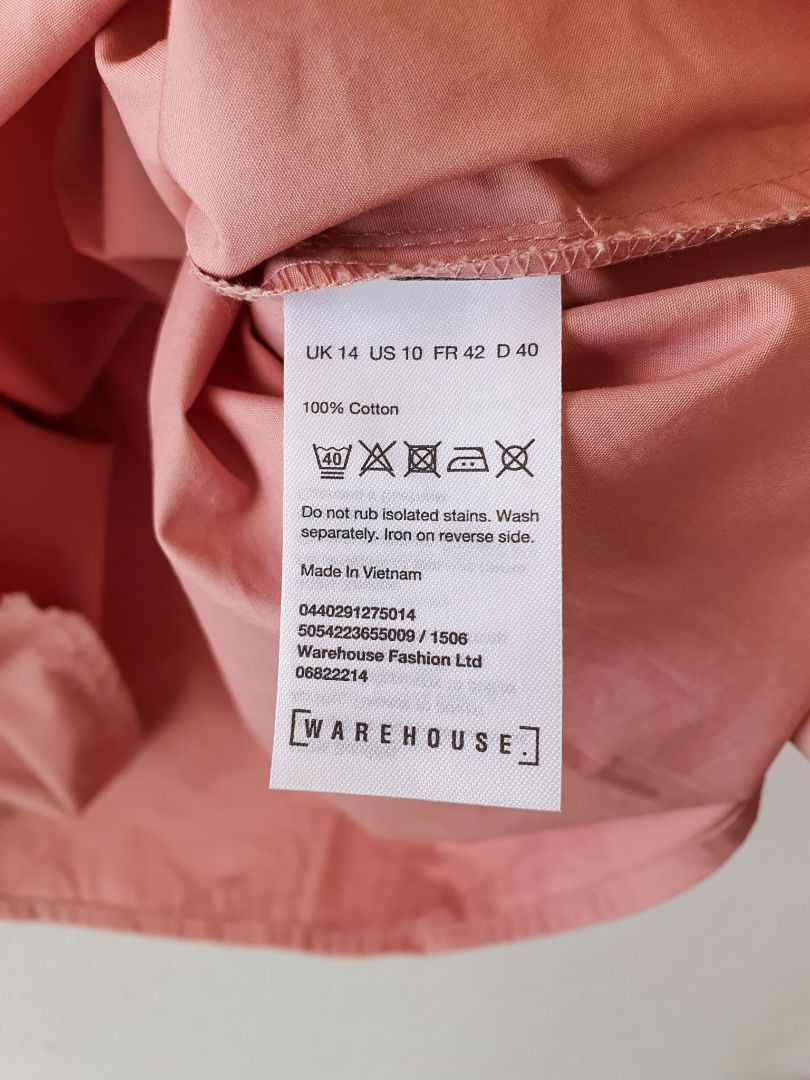 UK 14 US 10 FR 42 D 40
100% Cotton
40
Do not rub isolated stains. Wash
separately. Iron on reverse side.
Made In Vietnam
0440291275014
5054223655009 / 1506
Warehouse Fashion Ltd
06822214
[WAREHOUSE.]